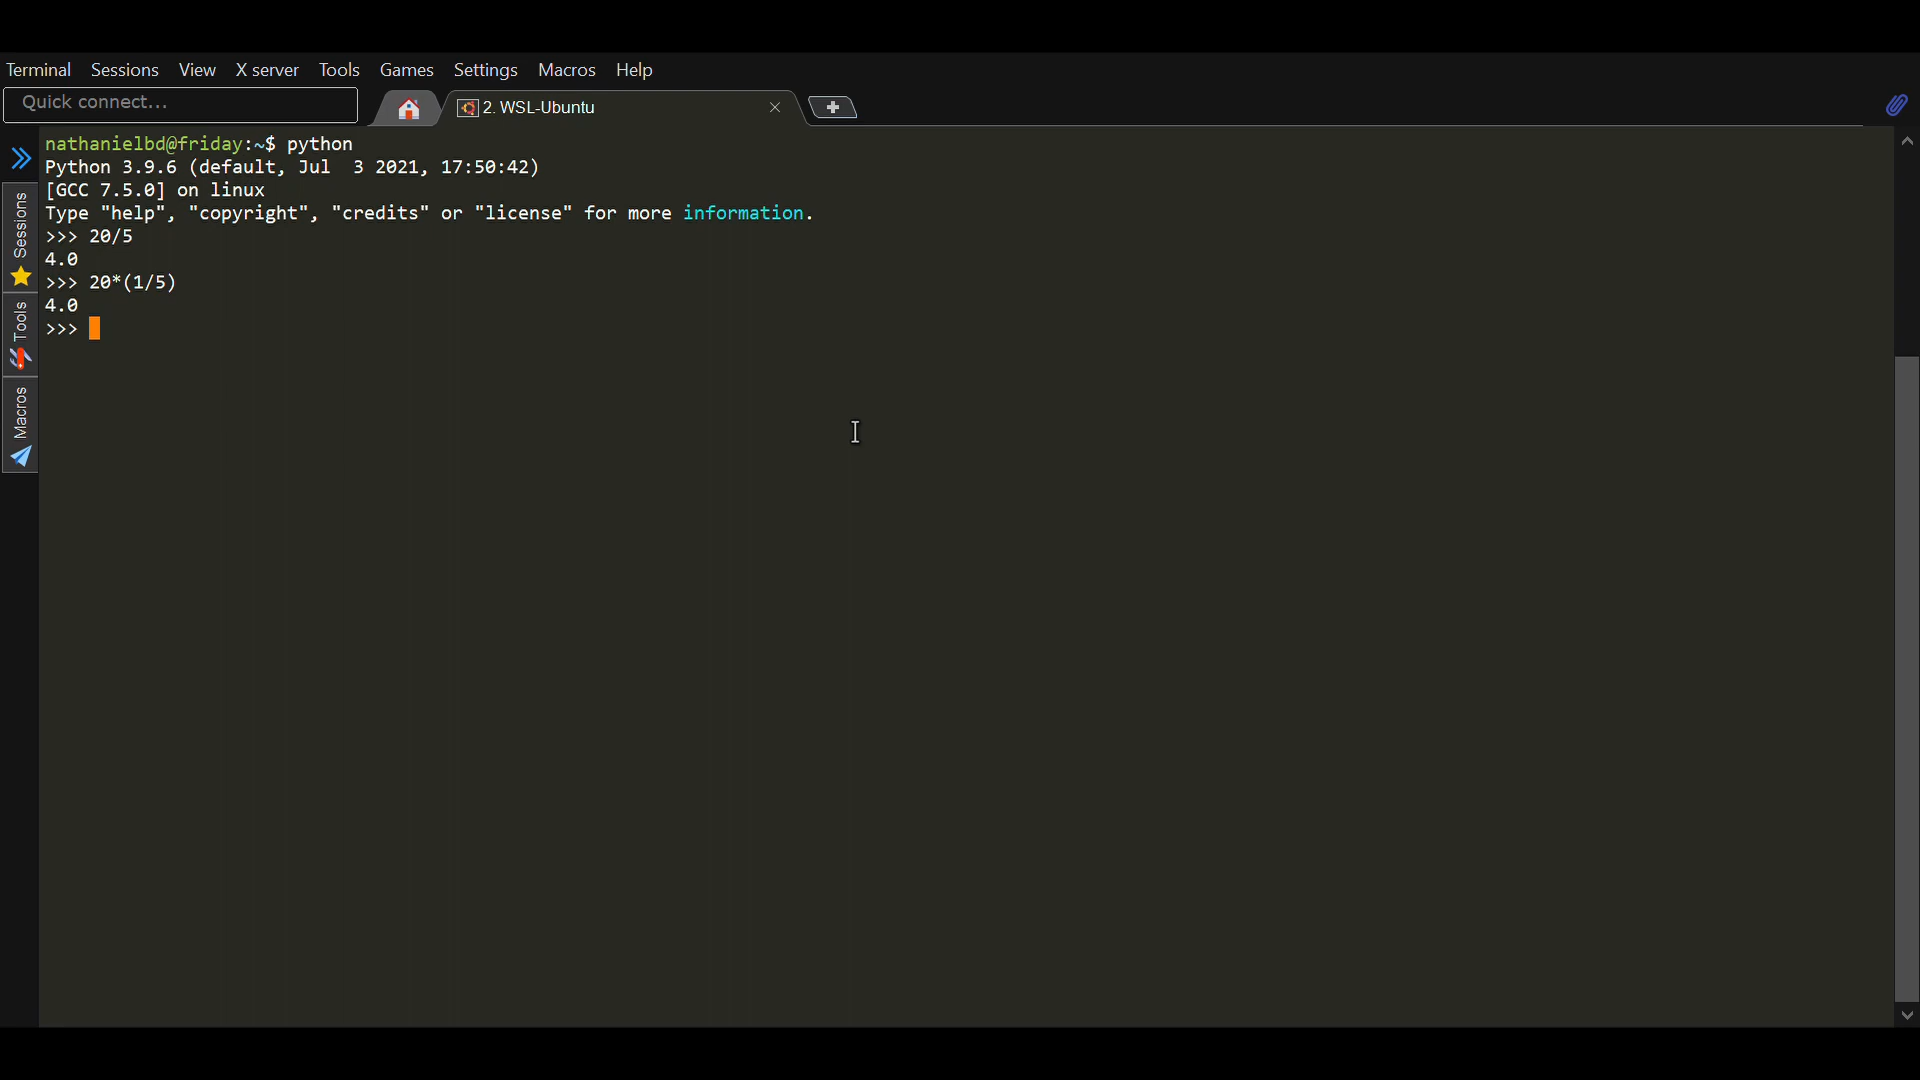 Terminal Sessions View X server Tools Games Settings Macros Help
Quick connect...
2. WSL-Ubuntu
Sessions
Tools
Macros
nathanielbd@friday:~$ python
Python 3.9.6 (default, Jul  3 2021, 17:50:42)
[GCC 7.5.0] on linux
Type "help", "copyright", "credits" or "license" for more information.
>>> 20/5
4.0
>>> 20*(1/5)
4.0
>>>